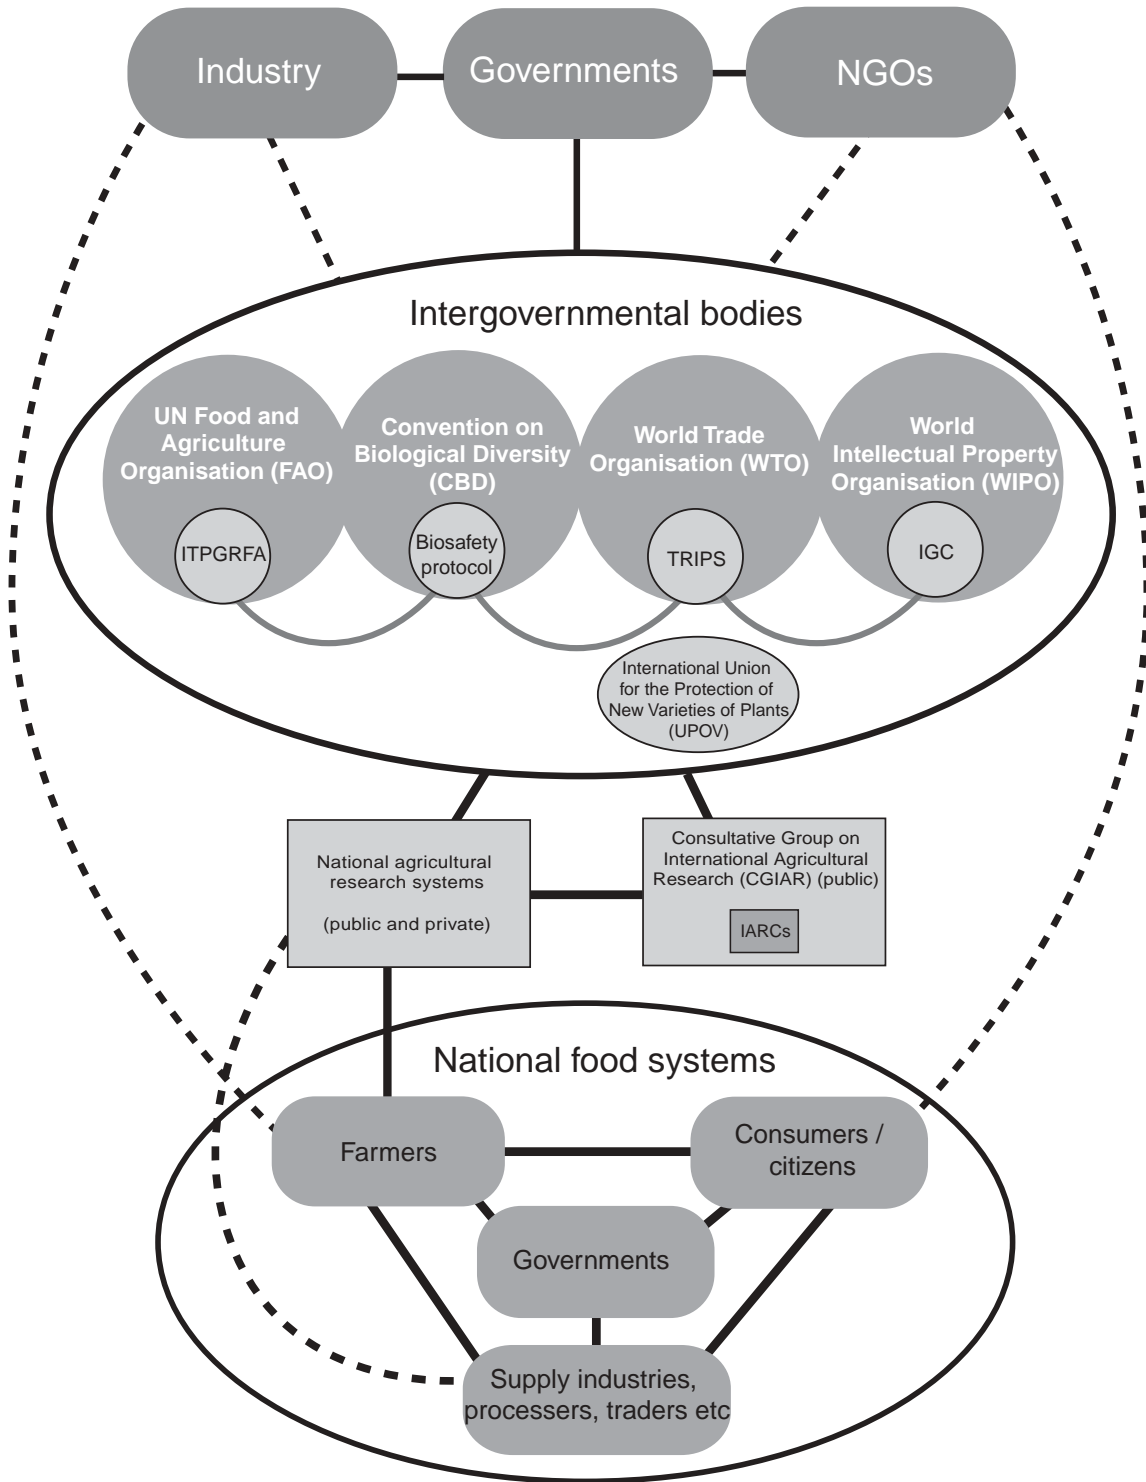 Industry
Governments
NGOs
Intergovernmental bodies
UN Food and
Agriculture
Organisation (FAO)
Convention on
Biological Diversity
(CBD)
World Trade
Organisation (WTO)
World
Intellectual Property
Organisation (WIPO)
ITPGRFA
Biosafety
protocol
TRIPS
IGC
International Union
for the Protection of
New Varieties of Plants
(UPOV)
National agricultural
research systems
(public and private)
Consultative Group on
International Agricultural
Research (CGIAR) (public)
IARCs
National food systems
Farmers
Consumers /
citizens
Governments
Supply industries,
processers, traders etc